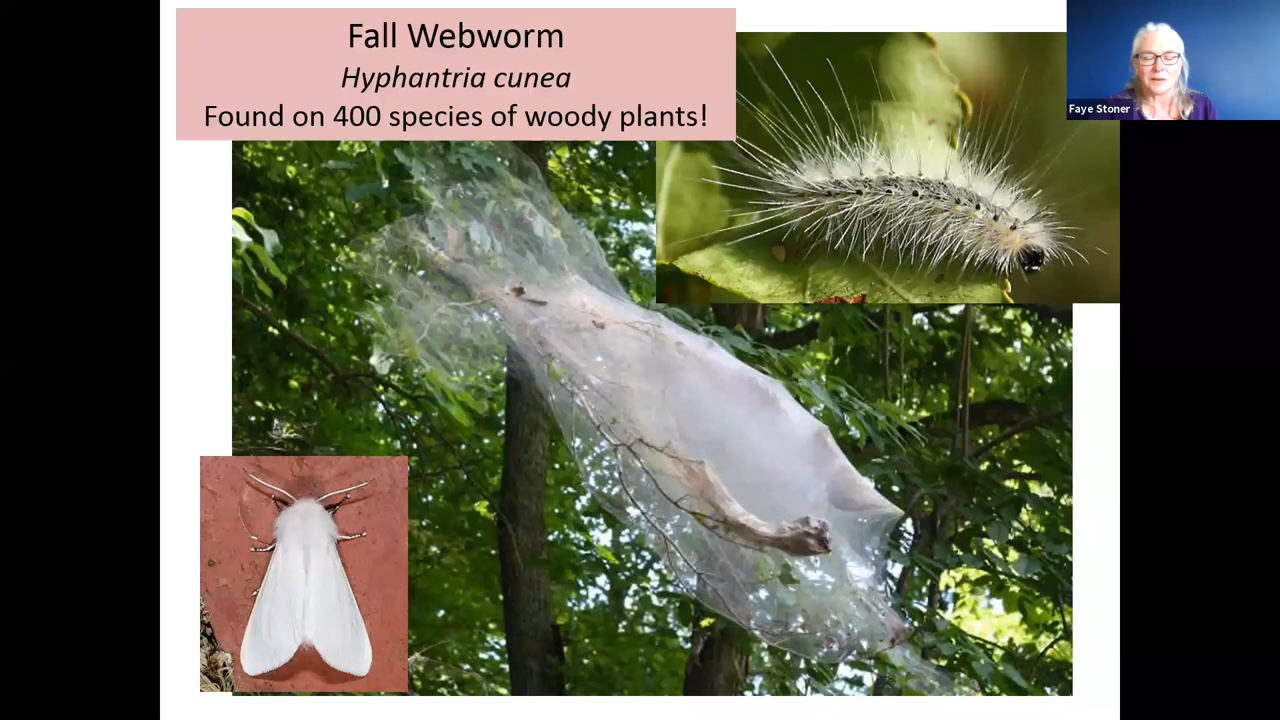 Fall Webworm
Hyphantria cunea
Found on 400 species of woody plants!
Faye Stoner